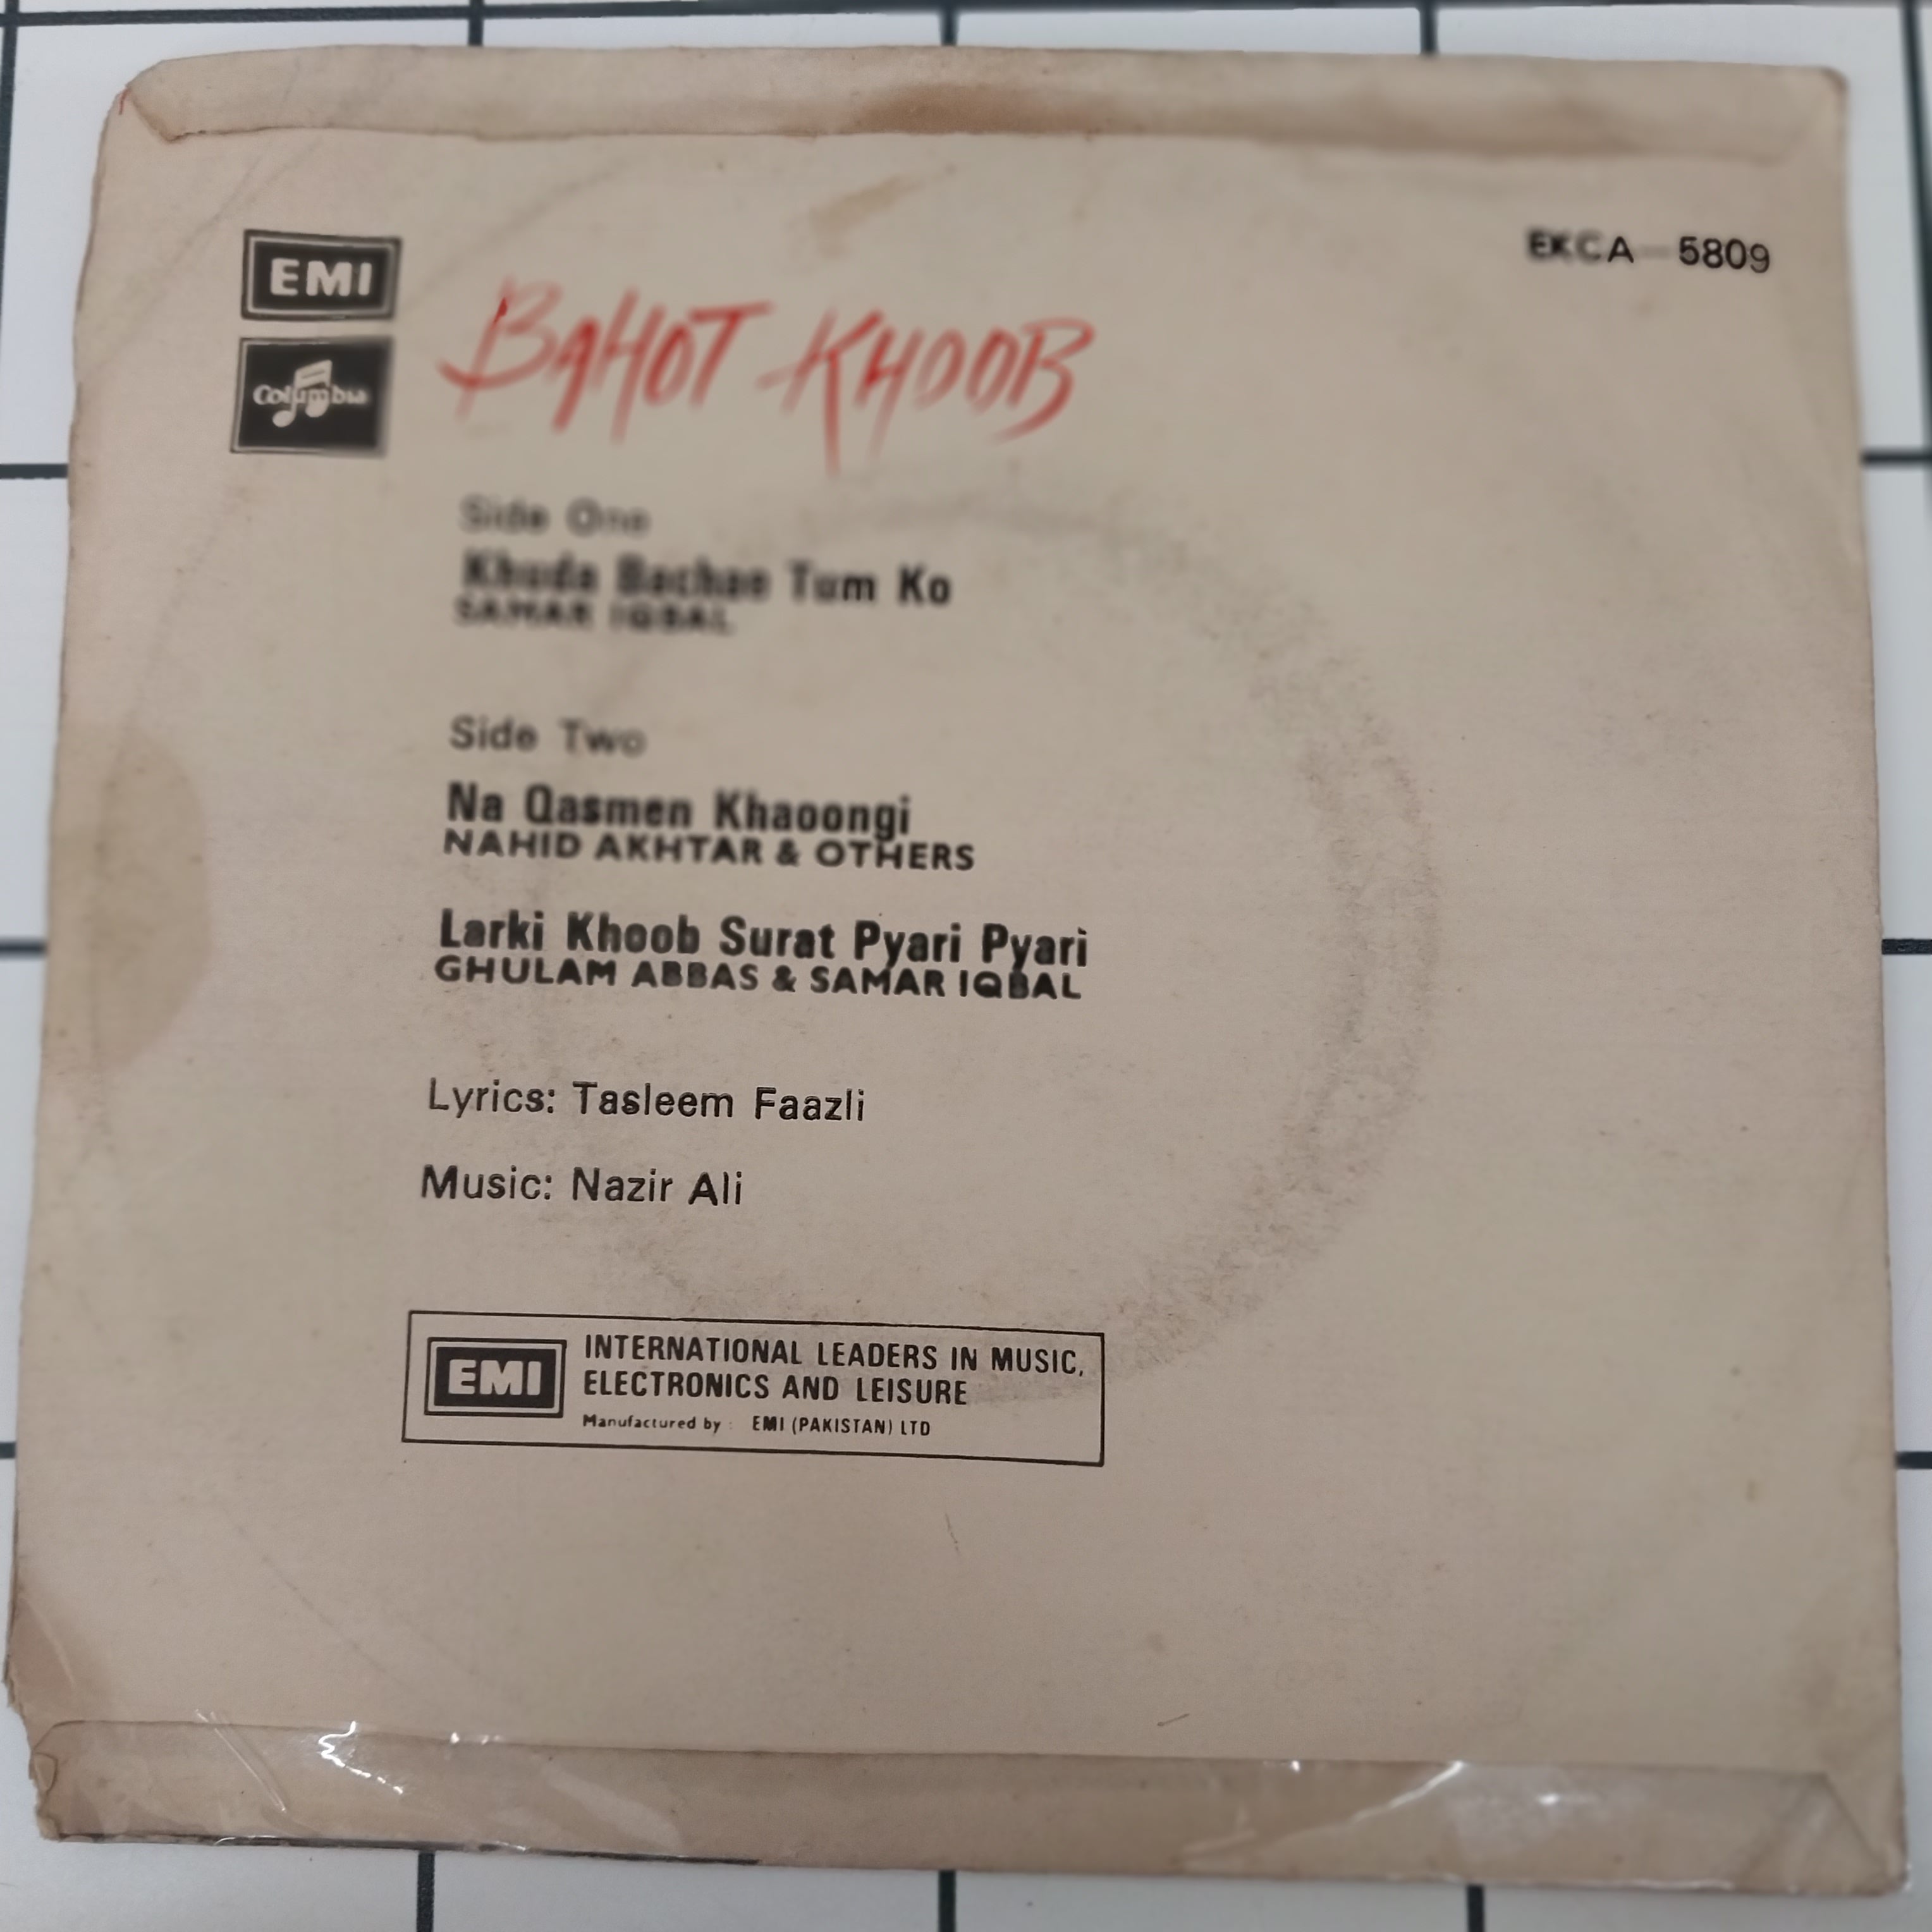 EMI
Columbia
EKCA - 5809
BAHOT KHOOB
Side One
Khuda Bachae Tum Ko
SAMAR IQBAL
Side Two
Na Qasmen Khaoongi
NAHID AKHTAR & OTHERS
Larki Khoob Surat Pyari Pyari
GHULAM ABBAS & SAMAR IQBAL
Lyrics: Tasleem Faazli
Music: Nazir Ali
EMI
INTERNATIONAL LEADERS IN MUSIC,
ELECTRONICS AND LEISURE
Manufactured by : EMI (PAKISTAN) LTD